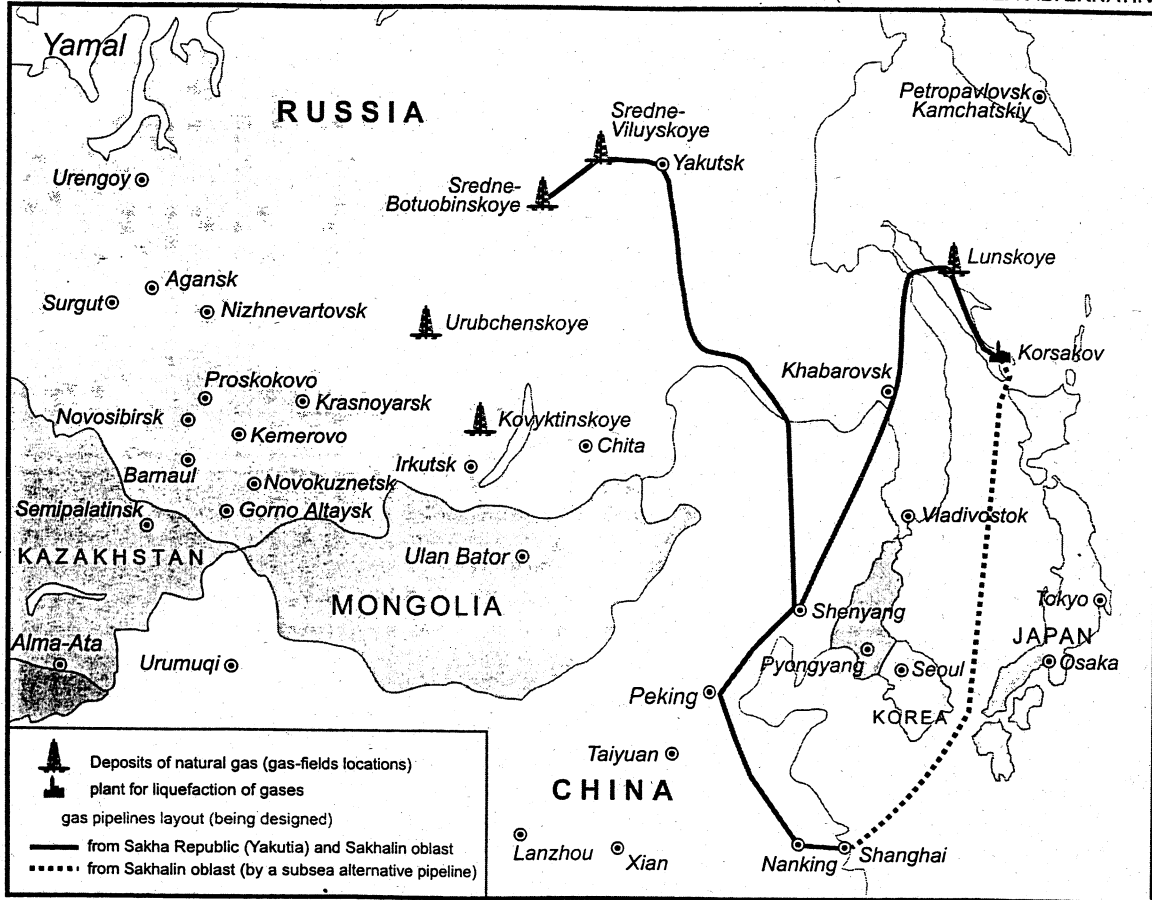 Yamal
RUSSIA
Petropavlovsk
Kamchatskiy
Sredne-
Viluyskoye
Yakutsk
Urengoy
Sredne-
Botuobinskoye
Lunskoye
Agansk
Surgut
Nizhnevartovsk
Urubchenskoye
Korsakov
Khabarovsk
Proskokovo
Krasnoyarsk
Novosibirsk
Kovyktinskoye
Kemerovo
Chita
Irkutsk
Barnaul
Novokuznetsk
Semipalatinsk
Gorno Altaysk
Vladivostok
KAZAKHSTAN
Ulan Bator
MONGOLIA
Shenyang
Tokyo
JAPAN
Alma-Ata
Urumuqi
Pyongyang
Seoul
Osaka
Peking
KOREA
Taiyuan
CHINA
Lanzhou
Xian
Nanking
Shanghai
Deposits of natural gas (gas-fields locations)
plant for liquefaction of gases
gas pipelines layout (being designed)
from Sakha Republic (Yakutia) and Sakhalin oblast
from Sakhalin oblast (by a subsea alternative pipeline)